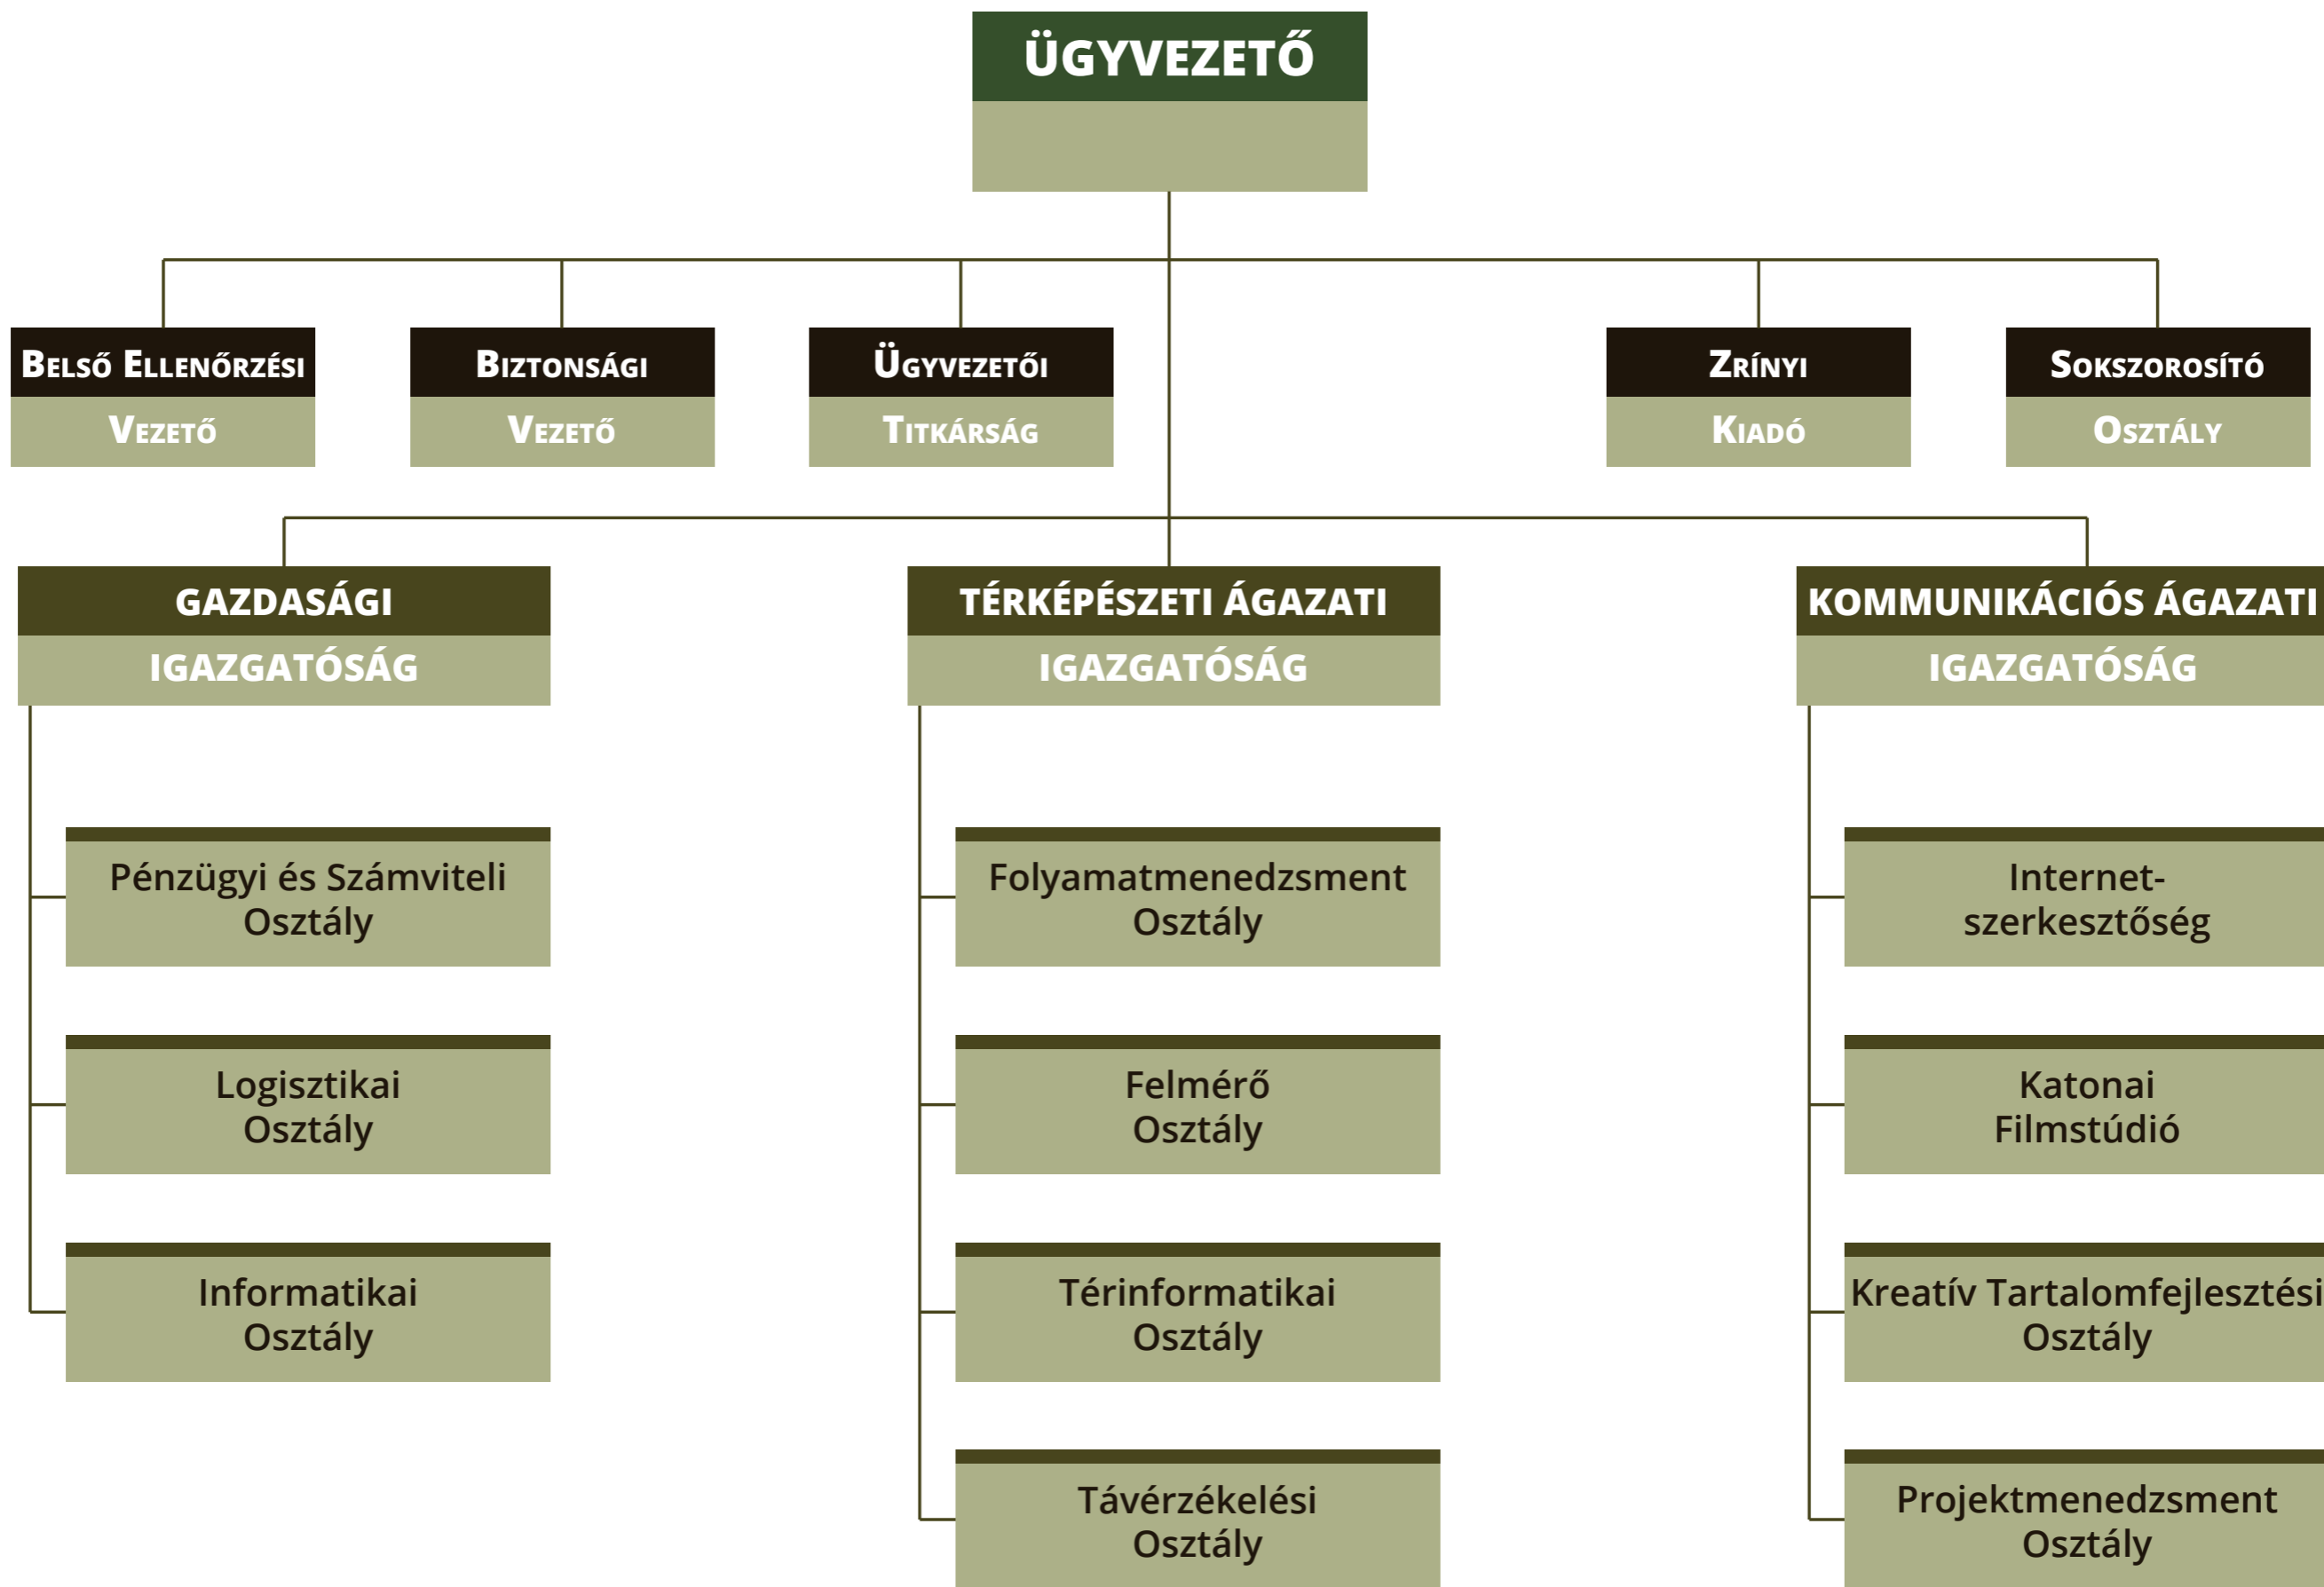 ÜGYVEZETŐ
Belső Ellenőrzési
Vezető
Biztonsági
Vezető
Ügyvezetői
Titkárság
Zrínyi
Kiadó
Sokszorosító
Osztály
GAZDASÁGI
IGAZGATÓSÁG
Pénzügyi és Számviteli
Osztály
Logisztikai
Osztály
Informatikai
Osztály
TÉRKÉPÉSZETI ÁGAZATI
IGAZGATÓSÁG
Folyamatmenedzsment
Osztály
Felmérő
Osztály
Térinformatikai
Osztály
Távérzékelési
Osztály
KOMMUNIKÁCIÓS ÁGAZATI
IGAZGATÓSÁG
Internet-
szerkesztőség
Katonai
Filmstúdió
Kreatív Tartalomfejlesztési
Osztály
Projektmenedzsment
Osztály